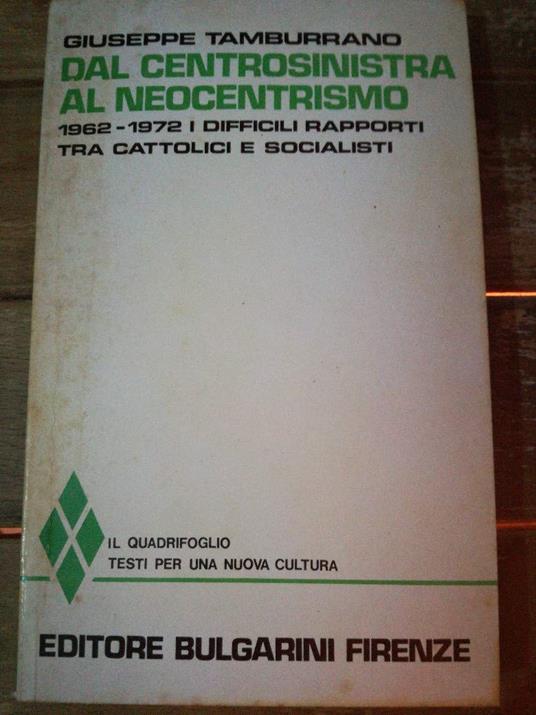 GIUSEPPE TAMBURRANO
DAL CENTROSINISTRA
AL NEOCENTRISMO
1962-1972 I DIFFICILI RAPPORTI
TRA CATTOLICI E SOCIALISTI
IL QUADRIFOGLIO
TESTI PER UNA NUOVA CULTURA
EDITORE BULGARINI FIRENZE